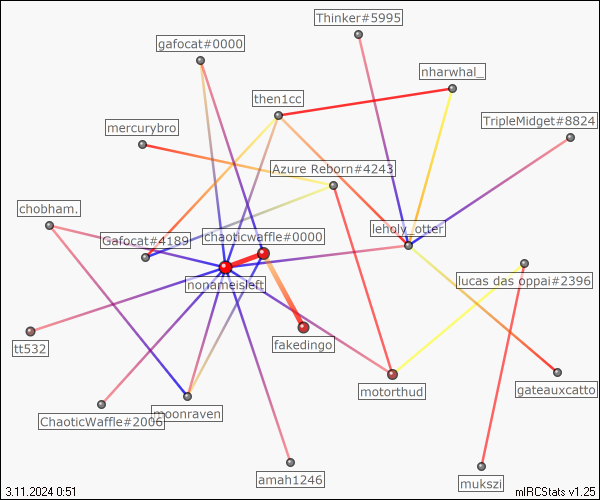 Thinker#5995
gafocat#0000
nharwhal_
then1cc
TripleMidget#8824
mercurybro
Azure Reborn#4243
chobham.
leholy_otter
chaoticwaffle#0000
Gafocat#4189
nonameisleft
lucas das oppai#2396
fakedingo
tt532
motorthud
gateauxcatto
moonraven
ChaoticWaffle#2006
amah1246
mukszi
3.11.2024 0:51
mIRCStats v1.25